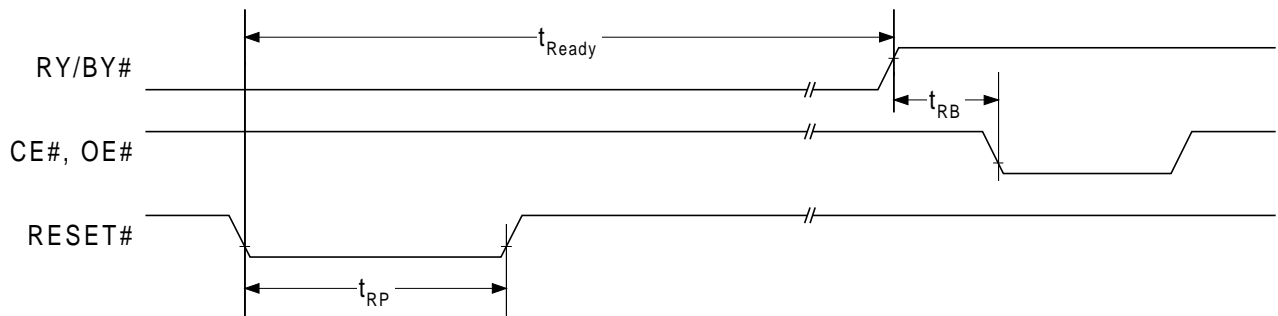 tReady
RY/BY#
tRB
CE#, OE#
RESET#
tRP